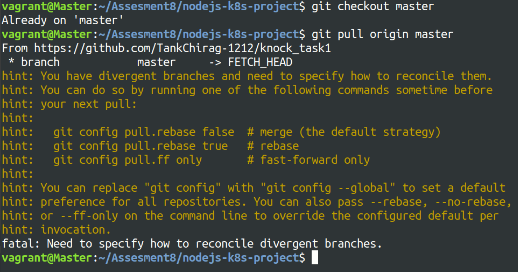 vagrant@Master:~/Assesment8/nodejs-k8s-project$ git checkout master
Already on 'master'
vagrant@Master:~/Assesment8/nodejs-k8s-project$ git pull origin master
From https://github.com/TankChirag-1212/knock_task1
 * branch            master     -> FETCH_HEAD
hint: You have divergent branches and need to specify how to reconcile them.
hint: You can do so by running one of the following commands sometime before
hint: your next pull:
hint:
hint:   git config pull.rebase false  # merge (the default strategy)
hint:   git config pull.rebase true   # rebase
hint:   git config pull.ff only       # fast-forward only
hint:
hint: You can replace "git config" with "git config --global" to set a default
hint: preference for all repositories. You can also pass --rebase, --no-rebase,
hint: or --ff-only on the command line to override the configured default per
hint: invocation.
fatal: Need to specify how to reconcile divergent branches.
vagrant@Master:~/Assesment8/nodejs-k8s-project$